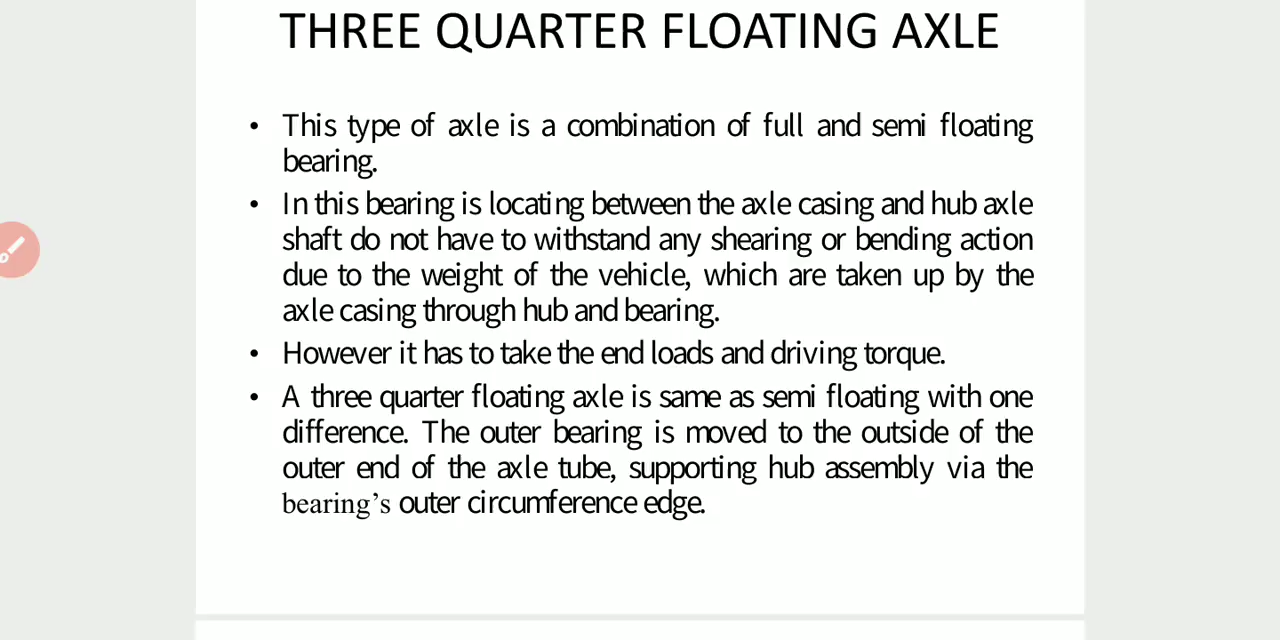 THREE QUARTER FLOATING AXLE
• This type of axle is a combination of full and semi floating
bearing.
• In this bearing is locating between the axle casing and hub axle
shaft do not have to withstand any shearing or bending action
due to the weight of the vehicle, which are taken up by the
axle casing through hub and bearing.
• However it has to take the end loads and driving torque.
• A three quarter floating axle is same as semi floating with one
difference. The outer bearing is moved to the outside of the
outer end of the axle tube, supporting hub assembly via the
bearing’s outer circumference edge.